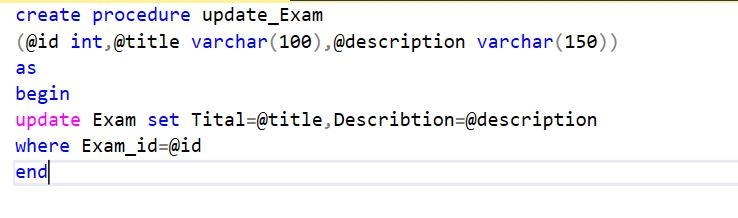 create procedure update_Exam
(@id int,@title varchar(100),@description varchar(150))
as
begin
update Exam set Tital=@title,Describtion=@description
where Exam_id=@id
end